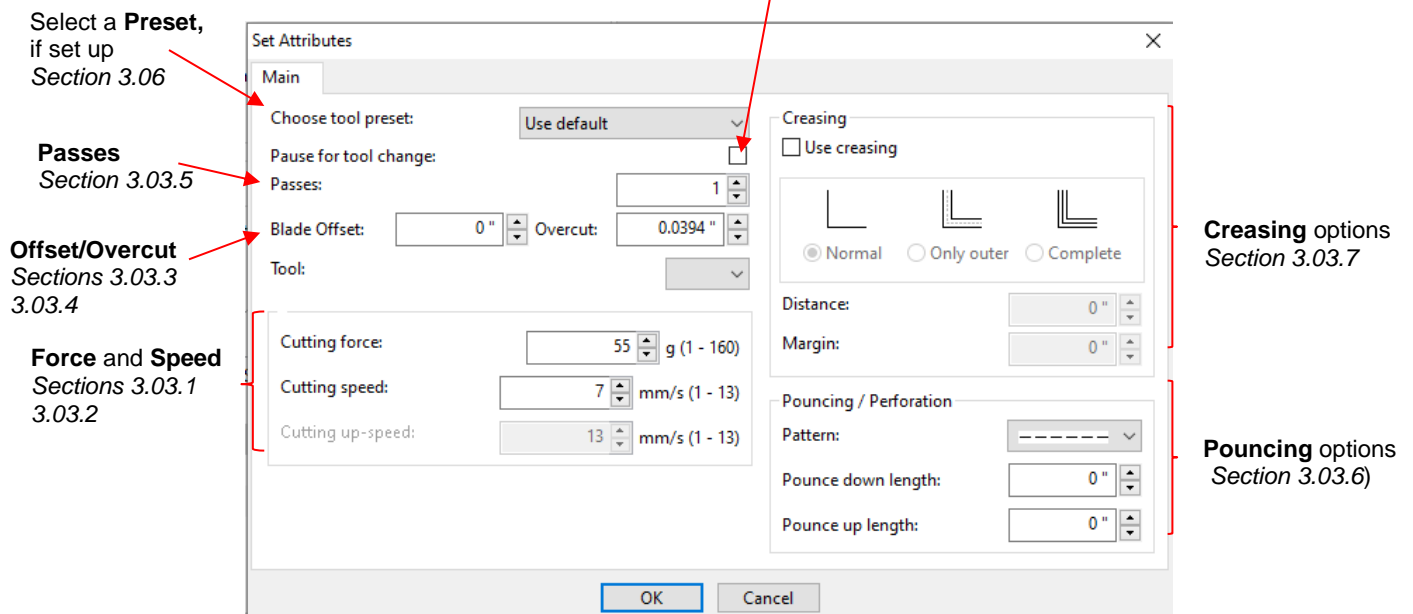 Select a Preset,
if set up
Section 3.06
Passes
Section 3.03.5
Offset/Overcut
Sections 3.03.3
3.03.4
Force and Speed
Sections 3.03.1
3.03.2
Set Attributes
Main
Choose tool preset: Use default
Pause for tool change:
Passes: 1
Blade Offset: 0 " Overcut: 0.0394 "
Tool:
Cutting force: 55 g (1 - 160)
Cutting speed: 7 mm/s (1 - 13)
Cutting up-speed: 13 mm/s (1 - 13)
Creasing
Use creasing
Normal Only outer Complete
Distance: 0 "
Margin: 0 "
Pouncing / Perforation
Pattern:
Pounce down length: 0 "
Pounce up length: 0 "
OK Cancel
Creasing options
Section 3.03.7
Pouncing options
Section 3.03.6)